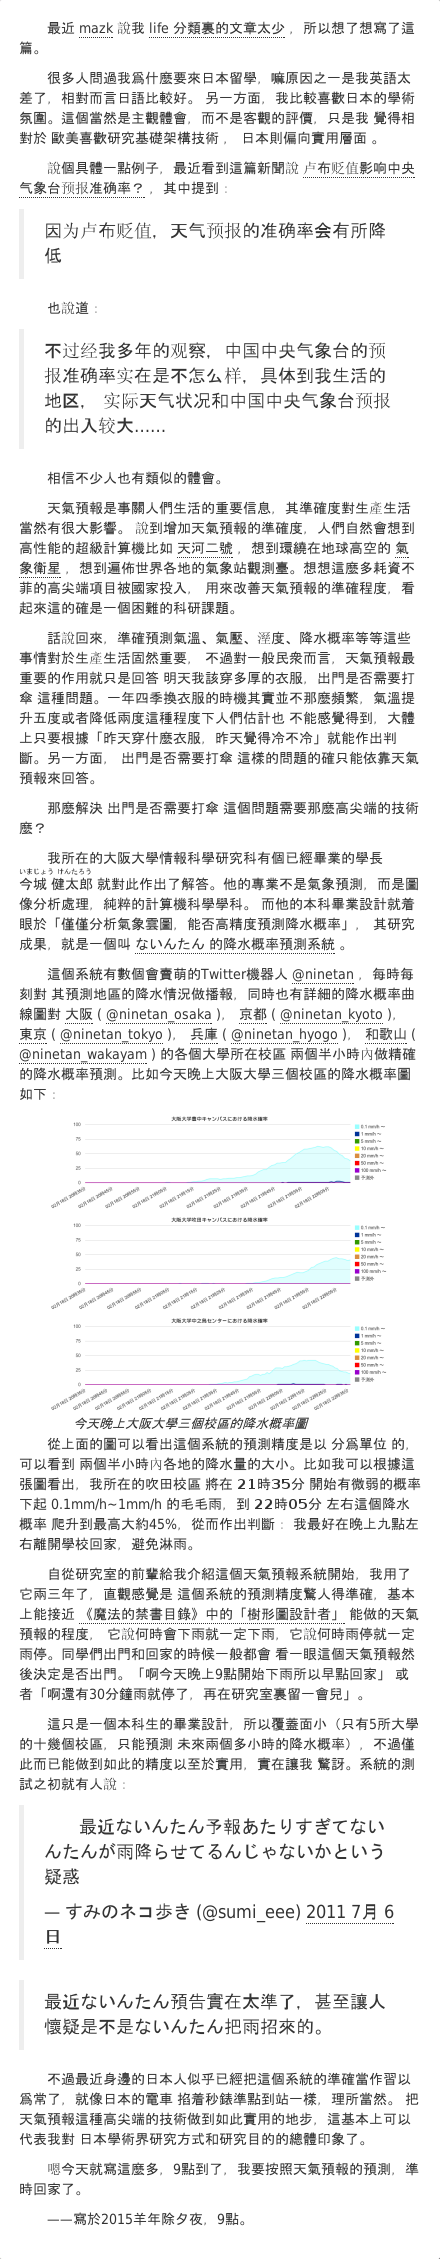 最近 mazk 說我 life 分類裏的文章太少 ，所以想了想寫了這
篇。
很多人問過我爲什麼要來日本留學，嘛原因之一是我英語太
差了，相對而言日語比較好。 另一方面，我比較喜歡日本的學術
氛圍。這個當然是主觀體會，而不是客觀的評價，只是我 覺得相
對於 歐美喜歡研究基礎架構技術 ， 日本則偏向實用層面 。
說個具體一點例子，最近看到這篇新聞說 卢布贬值影响中央
气象台预报准确率？ ，其中提到：
因为卢布贬值，天气预报的准确率会有所降
低
也說道：
不过经我多年的观察，中国中央气象台的预
报准确率实在是不怎么样，具体到我生活的
地区， 实际天气状况和中国中央气象台预报
的出入较大……
相信不少人也有類似的體會。
天氣預報是事關人們生活的重要信息，其準確度對生產生活
當然有很大影響。 說到增加天氣預報的準確度，人們自然會想到
高性能的超級計算機比如 天河二號 ，想到環繞在地球高空的 氣
象衛星 ，想到遍佈世界各地的氣象站觀測臺。想想這麼多耗資不
菲的高尖端項目被國家投入， 用來改善天氣預報的準確程度，看
起來這的確是一個困難的科研課題。
話說回來，準確預測氣溫、氣壓、溼度、降水概率等等這些
事情對於生產生活固然重要， 不過對一般民衆而言，天氣預報最
重要的作用就只是回答 明天我該穿多厚的衣服，出門是否需要打
傘 這種問題。一年四季換衣服的時機其實並不那麼頻繁，氣溫提
升五度或者降低兩度這種程度下人們估計也 不能感覺得到，大體
上只要根據「昨天穿什麼衣服，昨天覺得冷不冷」就能作出判
斷。另一方面， 出門是否需要打傘 這樣的問題的確只能依靠天氣
預報來回答。
那麼解決 出門是否需要打傘 這個問題需要那麼高尖端的技術
麼？
我所在的大阪大學情報科學研究科有個已經畢業的學長
いまじょう けんたろう
今城 健太郎 就對此作出了解答。他的專業不是氣象預測，而是圖
像分析處理，純粹的計算機科學學科。 而他的本科畢業設計就着
眼於「僅僅分析氣象雲圖，能否高精度預測降水概率」， 其研究
成果，就是一個叫 ないんたん 的降水概率預測系統 。
這個系統有數個會賣萌的Twitter機器人 @ninetan ，每時每
刻對 其預測地區的降水情況做播報，同時也有詳細的降水概率曲
線圖對 大阪 ( @ninetan_osaka )， 京都 ( @ninetan_kyoto )，
東京 ( @ninetan_tokyo )， 兵庫 ( @ninetan_hyogo )， 和歌山 (
@ninetan_wakayam ) 的各個大學所在校區 兩個半小時內做精確
的降水概率預測。比如今天晚上大阪大學三個校區的降水概率圖
如下：
大阪大学豊中キャンパスにおける降水確率
大阪大学吹田キャンパスにおける降水確率
大阪大学中之島センターにおける降水確率
今天晚上大阪大學三個校區的降水概率圖
從上面的圖可以看出這個系統的預測精度是以 分爲單位 的，
可以看到 兩個半小時內各地的降水量的大小。比如我可以根據這
張圖看出，我所在的吹田校區 將在 21時35分 開始有微弱的概率
下起 0.1mm/h~1mm/h 的毛毛雨，到 22時05分 左右這個降水
概率 爬升到最高大約45%，從而作出判斷： 我最好在晚上九點左
右離開學校回家，避免淋雨。
自從研究室的前輩給我介紹這個天氣預報系統開始，我用了
它兩三年了，直觀感覺是 這個系統的預測精度驚人得準確，基本
上能接近 《魔法的禁書目錄》中的「樹形圖設計者」 能做的天氣
預報的程度， 它說何時會下雨就一定下雨，它說何時雨停就一定
雨停。同學們出門和回家的時候一般都會 看一眼這個天氣預報然
後決定是否出門。「啊今天晚上9點開始下雨所以早點回家」 或
者「啊還有30分鐘雨就停了，再在研究室裏留一會兒」。
這只是一個本科生的畢業設計，所以覆蓋面小（只有5所大學
的十幾個校區，只能預測 未來兩個多小時的降水概率），不過僅
此而已能做到如此的精度以至於實用，實在讓我 驚訝。系統的測
試之初就有人說：
最近ないんたん予報あたりすぎてない
んたんが雨降らせてるんじゃないかという
疑惑
— すみのネコ歩き (@sumi_eee) 2011 7月 6
日
最近ないんたん預告實在太準了，甚至讓人
懷疑是不是ないんたん把雨招來的。
不過最近身邊的日本人似乎已經把這個系統的準確當作習以
爲常了，就像日本的電車 掐着秒錶準點到站一樣，理所當然。 把
天氣預報這種高尖端的技術做到如此實用的地步，這基本上可以
代表我對 日本學術界研究方式和研究目的的總體印象了。
嗯今天就寫這麼多，9點到了，我要按照天氣預報的預測，準
時回家了。
——寫於2015羊年除夕夜，9點。